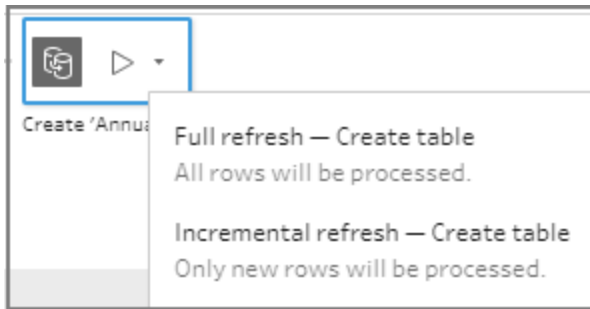 Create 'Annua
Full refresh — Create table
All rows will be processed.
Incremental refresh — Create table
Only new rows will be processed.